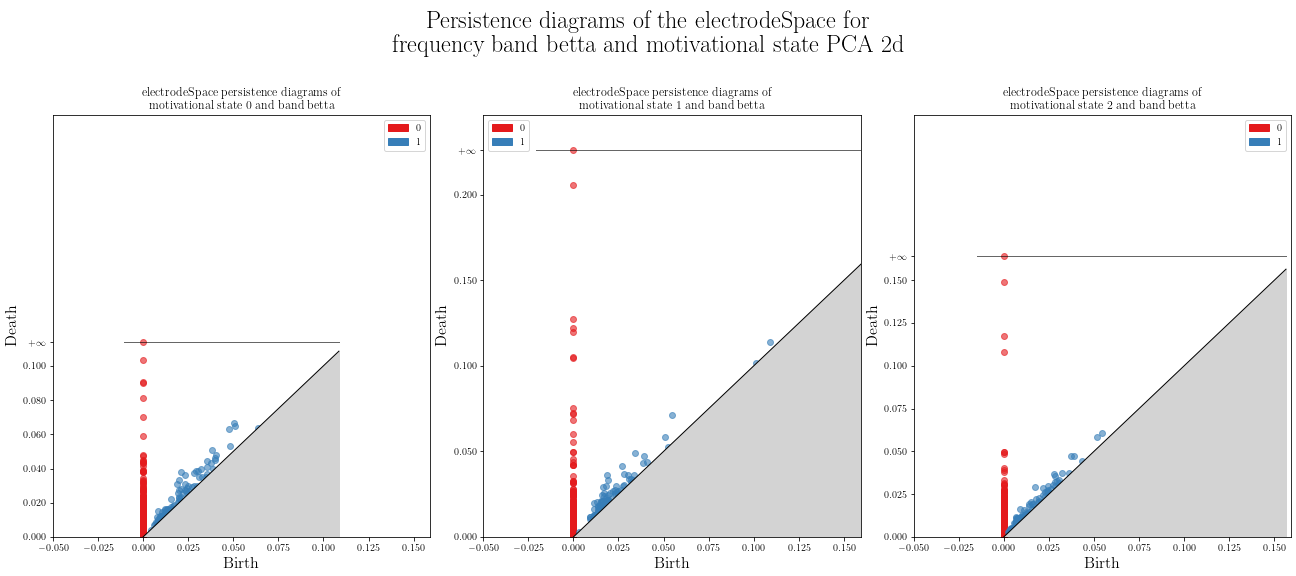 Persistence diagrams of the electrodeSpace for
frequency band betta and motivational state PCA 2d
electrodeSpace persistence diagrams of
motivational state 0 and band betta
0
1
+∞
0.100
0.080
0.060
0.040
0.020
0.000
Death
−0.050 −0.025 0.000 0.025 0.050 0.075 0.100 0.125 0.150
Birth
electrodeSpace persistence diagrams of
motivational state 1 and band betta
0
1
+∞
0.200
0.150
0.100
0.050
0.000
Death
−0.050 −0.025 0.000 0.025 0.050 0.075 0.100 0.125 0.150
Birth
electrodeSpace persistence diagrams of
motivational state 2 and band betta
0
1
+∞
0.150
0.125
0.100
0.075
0.050
0.025
0.000
Death
−0.050 −0.025 0.000 0.025 0.050 0.075 0.100 0.125 0.150
Birth